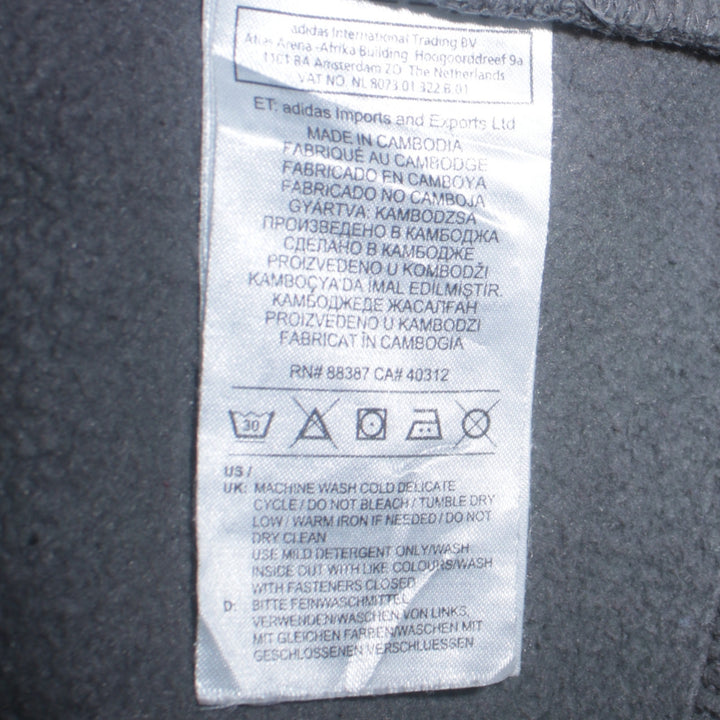 adidas International Trading BV
Atlas Arena -Afrika Building Hoogoorddreef 9a
1101 BA Amsterdam ZO The Netherlands
VAT NO. NL 8073.01.322.B.01
ET: adidas Imports and Exports Ltd
MADE IN CAMBODIA
FABRIQUÉ AU CAMBODGE
FABRICADO EN CAMBOYA
FABRICADO NO CAMBOJA
GYÁRTVA: KAMBODZSA
ПРОИЗВЕДЕНО В КАМБОДЖА
СДЕЛАНО В КАМБОДЖЕ
PROIZVEDENO U KOMBODŽI
KAMBOÇYA'DA İMAL EDİLMİŞTİR.
КАМБОДЖЕДЕ ЖАСАЛҒАН
PROIZVEDENO U KAMBODZI
FABRICAT ÎN CAMBOGIA
RN# 88387 CA# 40312
30
US /
UK: MACHINE WASH COLD DELICATE
CYCLE / DO NOT BLEACH / TUMBLE DRY
LOW / WARM IRON IF NEEDED / DO NOT
DRY CLEAN
USE MILD DETERGENT ONLY/WASH
INSIDE OUT WITH LIKE COLOURS/WASH
WITH FASTENERS CLOSED
D: BITTE FEINWASCHMITTEL
VERWENDEN/WASCHEN VON LINKS,
MIT GLEICHEN FARBEN/WASCHEN MIT
GESCHLOSSENEN VERSCHLUESSEN